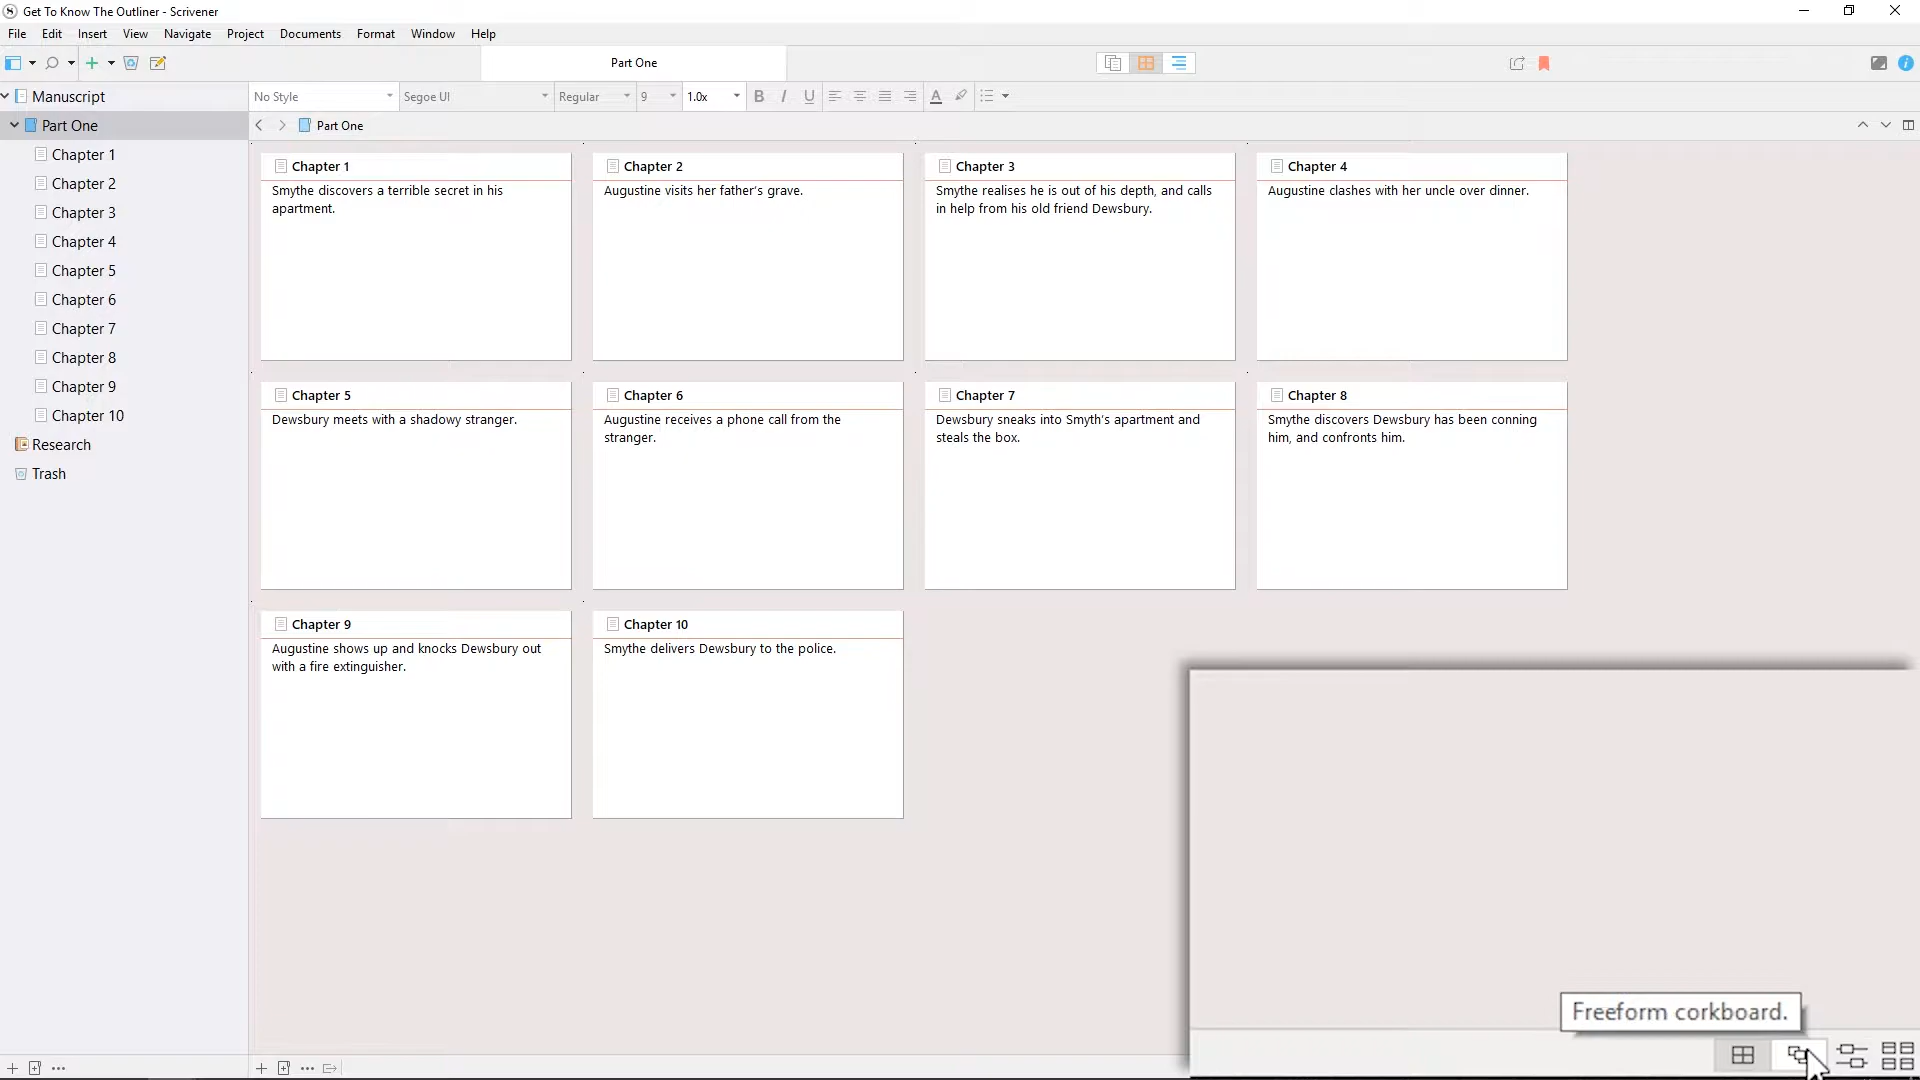 Get To Know The Outliner - Scrivener
File Edit Insert View Navigate Project Documents Format Window Help
Part One
No Style Segoe UI Regular 9 1.0x B I U A
Manuscript
Part One
Chapter 1
Chapter 2
Chapter 3
Chapter 4
Chapter 5
Chapter 6
Chapter 7
Chapter 8
Chapter 9
Chapter 10
Research
Trash
Part One
Chapter 1
Smythe discovers a terrible secret in his
apartment.
Chapter 2
Augustine visits her father's grave.
Chapter 3
Smythe realises he is out of his depth, and calls
in help from his old friend Dewsbury.
Chapter 4
Augustine clashes with her uncle over dinner.
Chapter 5
Dewsbury meets with a shadowy stranger.
Chapter 6
Augustine receives a phone call from the
stranger.
Chapter 7
Dewsbury sneaks into Smyth's apartment and
steals the box.
Chapter 8
Smythe discovers Dewsbury has been conning
him, and confronts him.
Chapter 9
Augustine shows up and knocks Dewsbury out
with a fire extinguisher.
Chapter 10
Smythe delivers Dewsbury to the police.
Freeform corkboard.